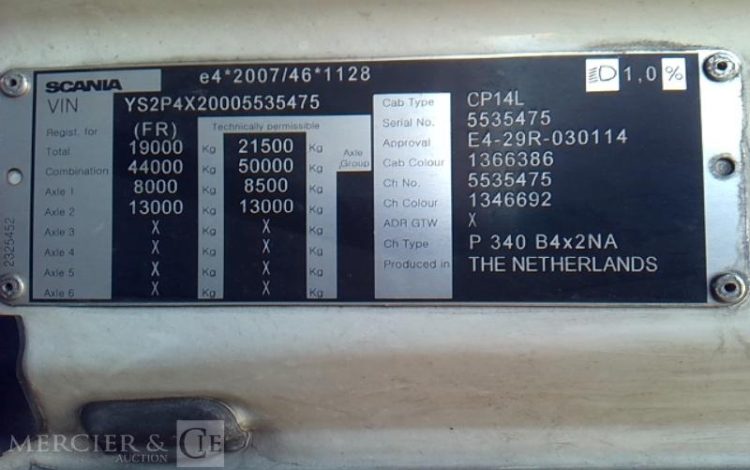 SCANIA e4*2007/46*1128 1,0 %
VIN YS2P4X20005535475
Regist. for (FR) Technically permissible
Total 19000 Kg 21500 Kg Axle Group
Combination 44000 Kg 50000 Kg
Axle 1 8000 Kg 8500 Kg
Axle 2 13000 Kg 13000 Kg
Axle 3 X Kg X Kg
Axle 4 X Kg X Kg
Axle 5 X Kg X Kg
Axle 6 X Kg X Kg
Cab Type CP14L
Serial No. 5535475
Approval E4-29R-030114
Cab Colour 1366386
Ch No. 5535475
Ch Colour 1346692
ADR GTW X
Ch Type P 340 B4x2NA
Produced in THE NETHERLANDS
2325452
MERCIER & CIE
AUCTION